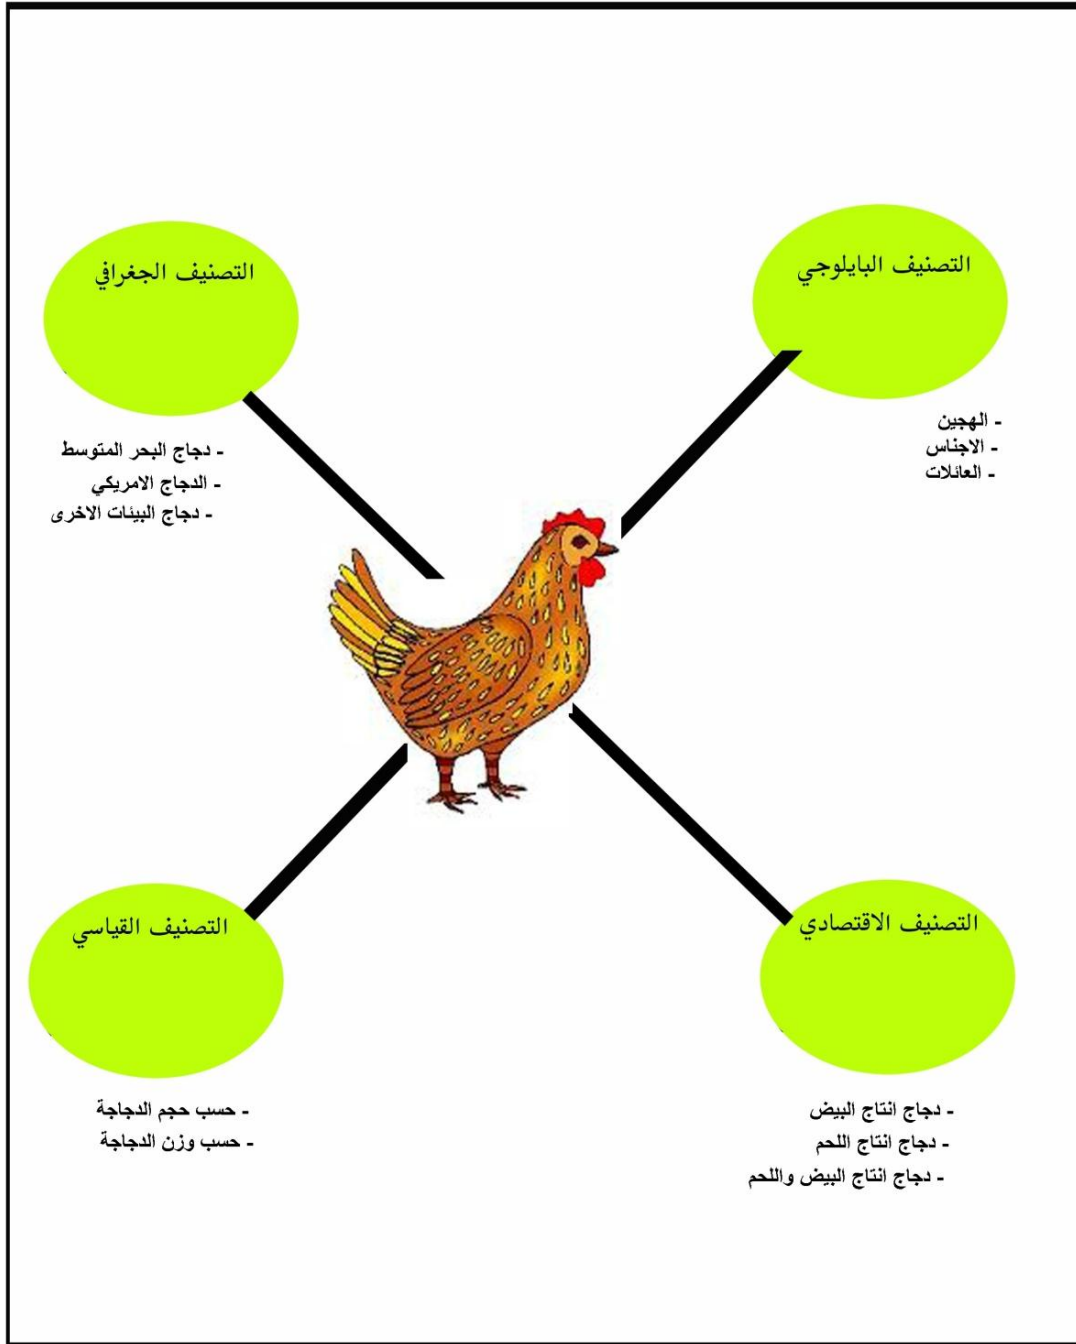 التصنيف البايلوجي
- الهجين
- الاجناس
- العائلات
التصنيف الجغرافي
- دجاج البحر المتوسط
- الدجاج الامريكي
- دجاج البيئات الاخرى
التصنيف الاقتصادي
- دجاج انتاج البيض
- دجاج انتاج اللحم
- دجاج انتاج البيض واللحم
التصنيف القياسي
- حسب حجم الدجاجة
- حسب وزن الدجاجة